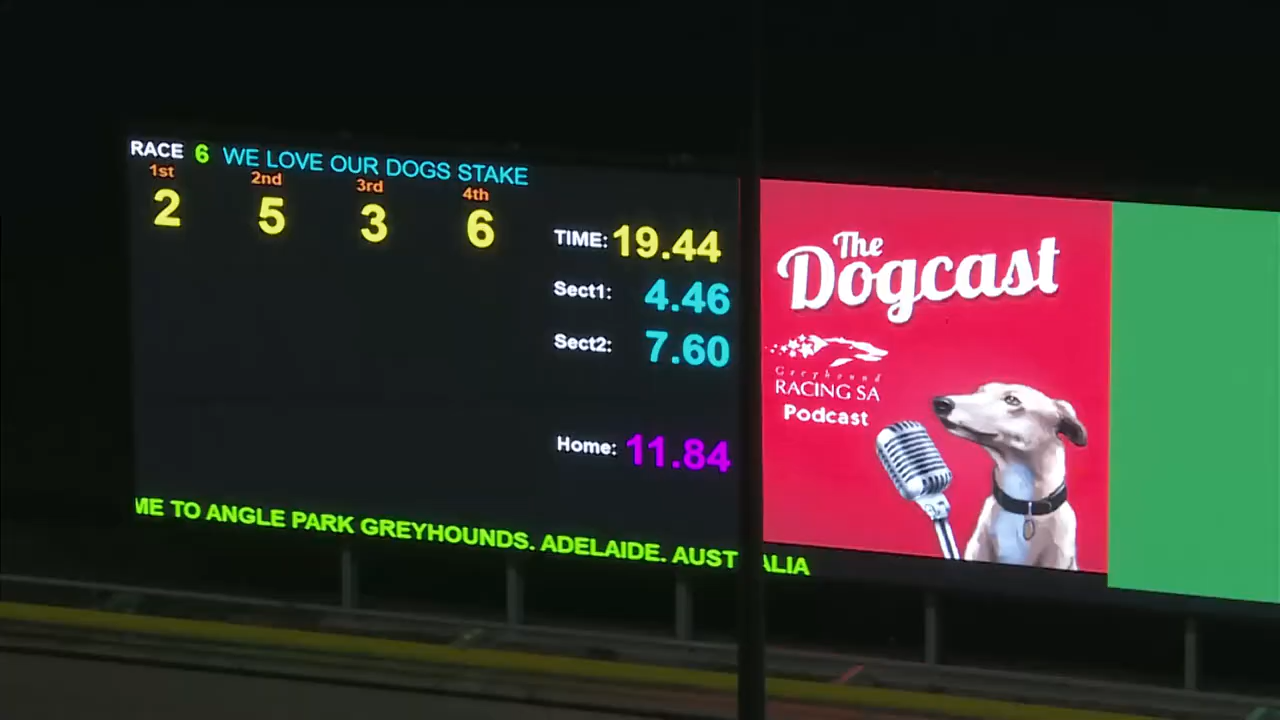 RACE 6 WE LOVE OUR DOGS STAKE
1st 2nd 3rd 4th
2 5 3 6
TIME: 19.44
Sect1: 4.46
Sect2: 7.60
Home: 11.84
ME TO ANGLE PARK GREYHOUNDS. ADELAIDE. AUSTRALIA
The
Dogcast
Greyhound
RACING SA
Podcast